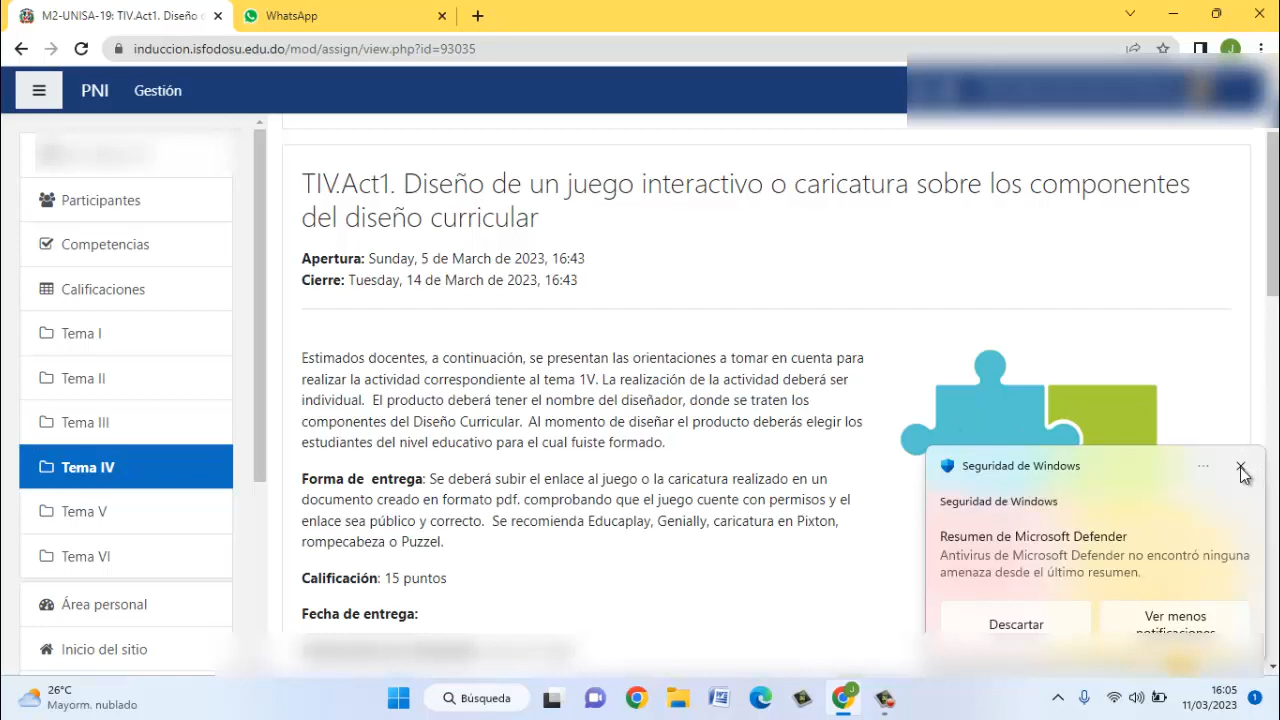 M2-UNISA-19: TIV.Act1. Diseño d
WhatsApp
induccion.isfodosu.edu.do/mod/assign/view.php?id=93035
J
PNI
Gestión
Participantes
Competencias
Calificaciones
Tema I
Tema II
Tema III
Tema IV
Tema V
Tema VI
Área personal
Inicio del sitio
TIV.Act1. Diseño de un juego interactivo o caricatura sobre los componentes
del diseño curricular
Apertura: Sunday, 5 de March de 2023, 16:43
Cierre: Tuesday, 14 de March de 2023, 16:43
Estimados docentes, a continuación, se presentan las orientaciones a tomar en cuenta para
realizar la actividad correspondiente al tema 1V. La realización de la actividad deberá ser
individual. El producto deberá tener el nombre del diseñador, donde se traten los
componentes del Diseño Curricular. Al momento de diseñar el producto deberás elegir los
estudiantes del nivel educativo para el cual fuiste formado.
Forma de entrega: Se deberá subir el enlace al juego o la caricatura realizado en un
documento creado en formato pdf. comprobando que el juego cuente con permisos y el
enlace sea público y correcto. Se recomienda Educaplay, Genially, caricatura en Pixton,
rompecabeza o Puzzel.
Calificación: 15 puntos
Fecha de entrega:
Seguridad de Windows
Seguridad de Windows
Resumen de Microsoft Defender
Antivirus de Microsoft Defender no encontró ninguna
amenaza desde el último resumen.
Descartar
Ver menos
notificaciones
26°C
Mayorm. nublado
Búsqueda
J
16:05
11/03/2023
1